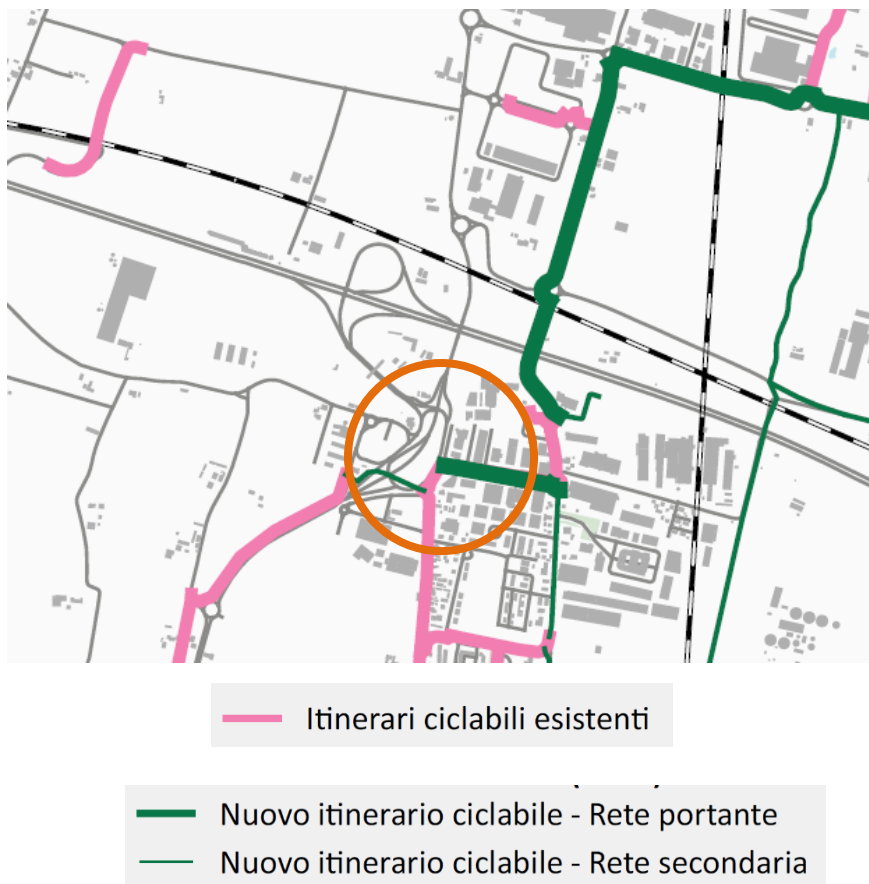 Itinerari ciclabili esistenti
Nuovo itinerario ciclabile - Rete portante
Nuovo itinerario ciclabile - Rete secondaria